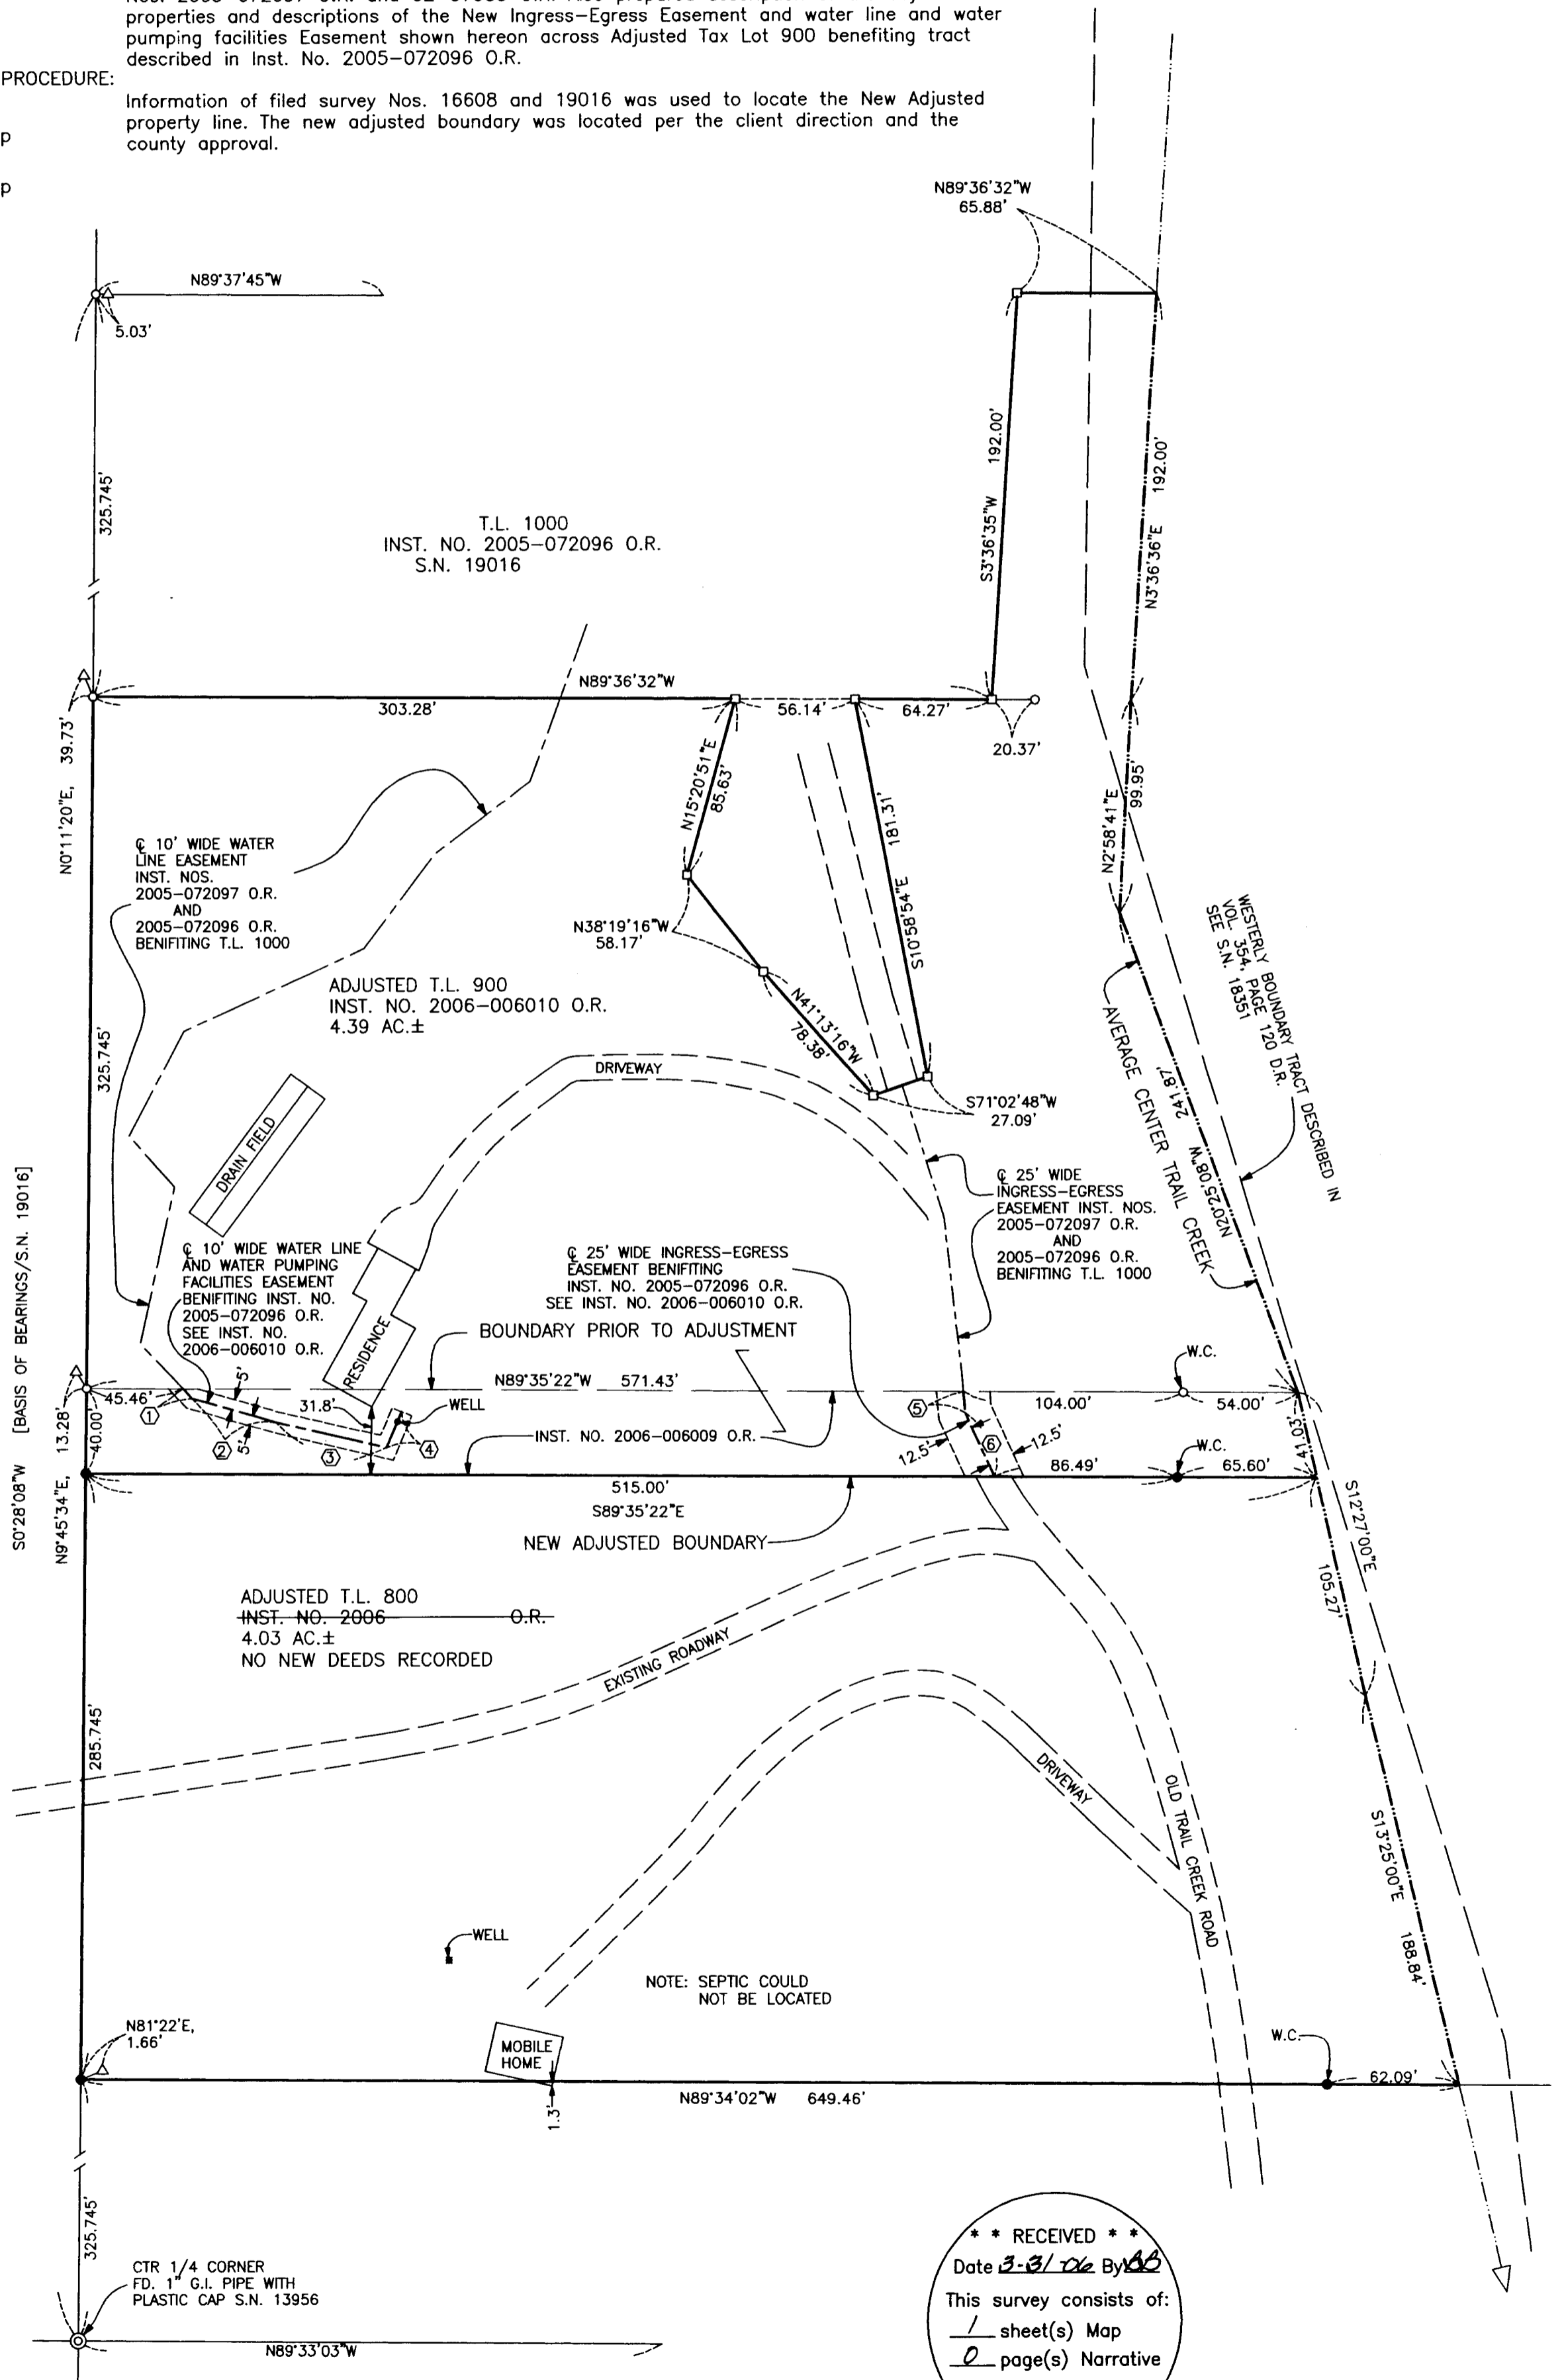 properties and descriptions of the New Ingress-Egress Easement and water line and water
pumping facilities Easement shown hereon across Adjusted Tax Lot 900 benefiting tract
described in Inst. No. 2005-072096 O.R.
PROCEDURE:
Information of filed survey Nos. 16608 and 19016 was used to locate the New Adjusted
property line. The new adjusted boundary was located per the client direction and the
county approval.
p
p
N89°36'32"W
65.88'
N89°37'45"W
5.03'
325.745'
S3°36'35"W 192.00'
N3°36'36"E 192.00'
T.L. 1000
INST. NO. 2005-072096 O.R.
S.N. 19016
N89°36'32"W
303.28'
56.14'
64.27'
20.37'
N0°11'20"E, 39.73'
N15°20'51"E
85.63'
S10°58'54"E 181.31'
N2°58'41"E
99.95'
℄ 10' WIDE WATER
LINE EASEMENT
INST. NOS.
2005-072097 O.R.
AND
2005-072096 O.R.
BENIFITING T.L. 1000
N38°19'16"W
58.17'
N41°13'16"W
78.38'
S71°02'48"W
27.09'
WESTERLY BOUNDARY TRACT DESCRIBED IN
VOL. 354, PAGE 120 D.R.
SEE S.N. 18351
AVERAGE CENTER TRAIL CREEK
241.87'
N20°25'08"W
ADJUSTED T.L. 900
INST. NO. 2006-006010 O.R.
4.39 AC.±
325.745'
DRIVEWAY
DRAIN FIELD
℄ 25' WIDE
INGRESS-EGRESS
EASEMENT INST. NOS.
2005-072097 O.R.
AND
2005-072096 O.R.
BENIFITING T.L. 1000
S0°28'08"W [BASIS OF BEARINGS/S.N. 19016]
℄ 10' WIDE WATER LINE
AND WATER PUMPING
FACILITIES EASEMENT
BENIFITING INST. NO.
2005-072096 O.R.
SEE INST. NO.
2006-006010 O.R.
℄ 25' WIDE INGRESS-EGRESS
EASEMENT BENIFITING
INST. NO. 2005-072096 O.R.
SEE INST. NO. 2006-006010 O.R.
RESIDENCE
BOUNDARY PRIOR TO ADJUSTMENT
W.C.
N89°35'22"W 571.43'
45.46'
5'
31.8'
WELL
104.00'
54.00'
1
2
5'
3
4
5
6
N9°45'34"E, 13.28'
40.00'
INST. NO. 2006-006009 O.R.
12.5'
12.5'
41.03'
W.C.
86.49'
65.60'
515.00'
S89°35'22"E
NEW ADJUSTED BOUNDARY
S12°27'00"E
105.27'
ADJUSTED T.L. 800
INST. NO. 2006 O.R.
4.03 AC.±
NO NEW DEEDS RECORDED
EXISTING ROADWAY
285.745'
DRIVEWAY
OLD TRAIL CREEK ROAD
S13°25'00"E 188.84'
WELL
NOTE: SEPTIC COULD
NOT BE LOCATED
N81°22'E,
1.66'
MOBILE
HOME
1.3'
W.C.
62.09'
N89°34'02"W 649.46'
325.745'
CTR 1/4 CORNER
FD. 1" G.I. PIPE WITH
PLASTIC CAP S.N. 13956
N89°33'03"W
* * RECEIVED * *
Date 3-31-06 By BB
This survey consists of:
1 sheet(s) Map
0 page(s) Narrative